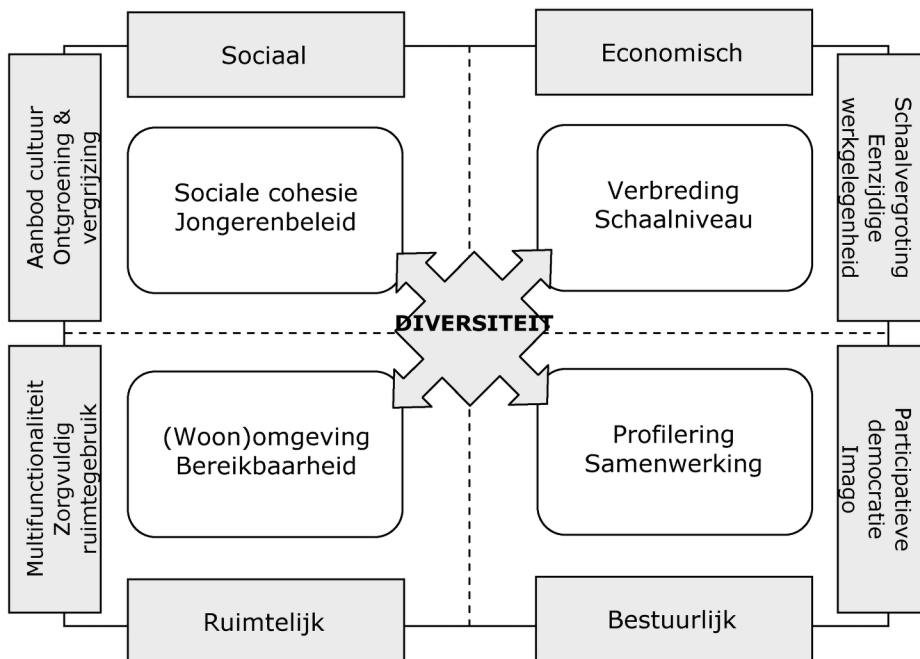 Sociaal
Economisch
Aanbod cultuur
Ontgroening &
vergrijzing
Sociale cohesie
Jongerenbeleid
Verbreding
Schaalniveau
Schaalvergroting
Eenzijdige
werkgelegenheid
DIVERSITEIT
Multifunctionaliteit
Zorgvuldig
ruimtegebruik
(Woon)omgeving
Bereikbaarheid
Profilering
Samenwerking
Participatieve
democratie
Imago
Ruimtelijk
Bestuurlijk